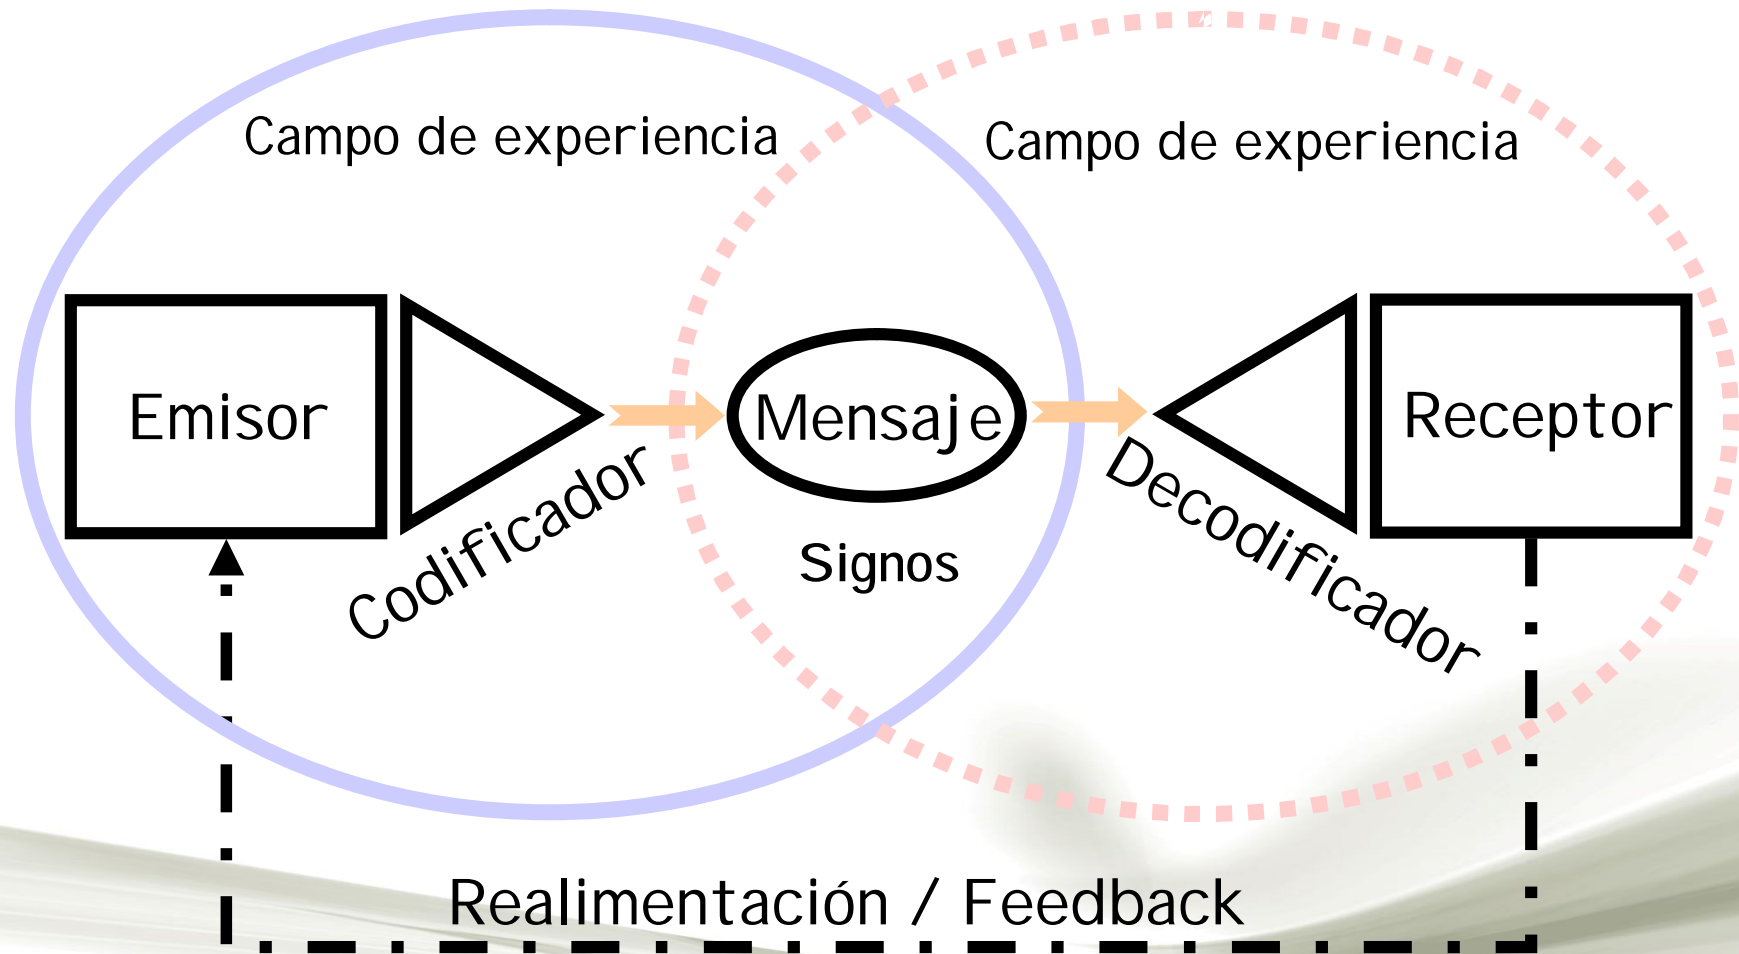 Campo de experiencia
Campo de experiencia
Emisor
Mensaje
Receptor
Codificador
Signos
Decodificador
Realimentación / Feedback